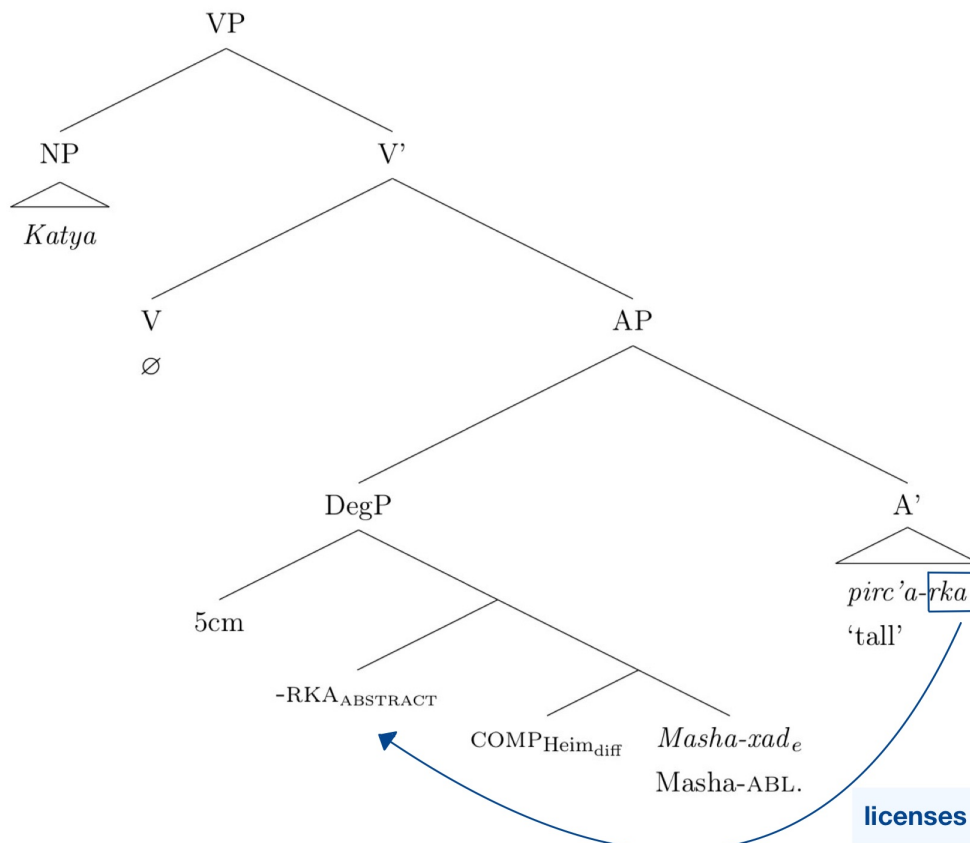 VP
NP
V’
Katya
V
AP
∅
DegP
A’
5cm
pirc’a-rka
‘tall’
-RKA_ABSTRACT
COMP_Heim_diff
Masha-xad_e
Masha-ABL.
licenses